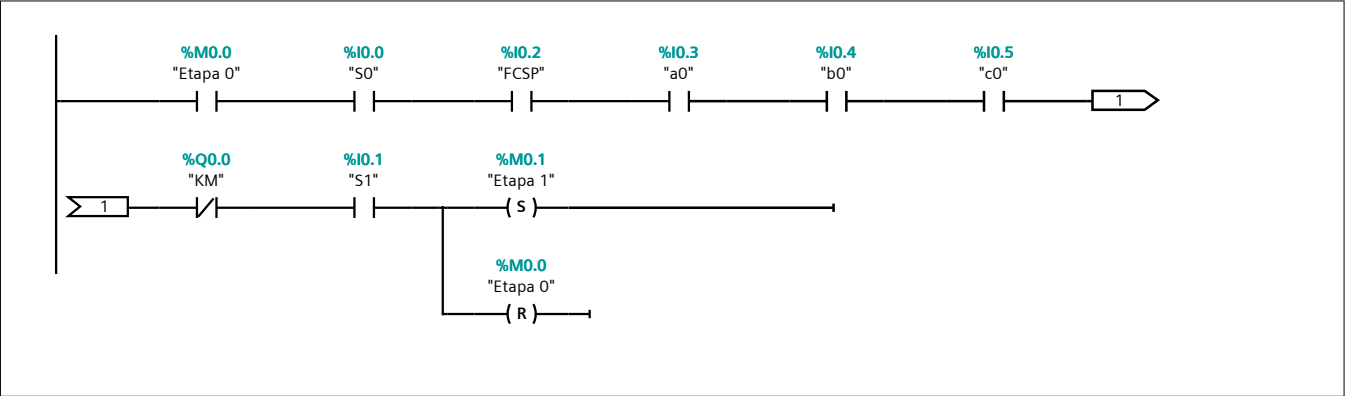 %M0.0 %I0.0 %I0.2 %I0.3 %I0.4 %I0.5
"Etapa 0" "S0" "FCSP" "a0" "b0" "c0"
1
%Q0.0 %I0.1 %M0.1
"KM" "S1" "Etapa 1"
1 S
%M0.0
"Etapa 0"
R